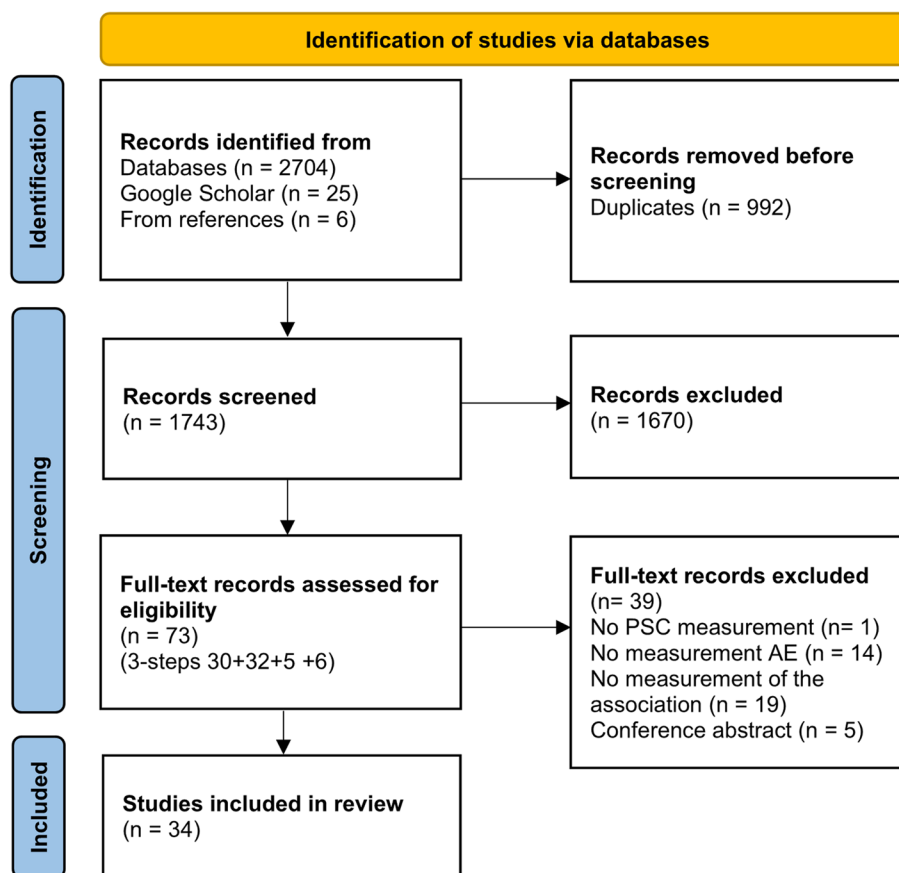 Identification of studies via databases
Identification
Records identified from
Databases (n = 2704)
Google Scholar (n = 25)
From references (n = 6)
Records removed before
screening
Duplicates (n = 992)
Screening
Records screened
(n = 1743)
Records excluded
(n = 1670)
Full-text records assessed for
eligibility
(n = 73)
(3-steps 30+32+5 +6)
Full-text records excluded
(n= 39)
No PSC measurement (n= 1)
No measurement AE (n = 14)
No measurement of the
association (n = 19)
Conference abstract (n = 5)
Included
Studies included in review
(n = 34)